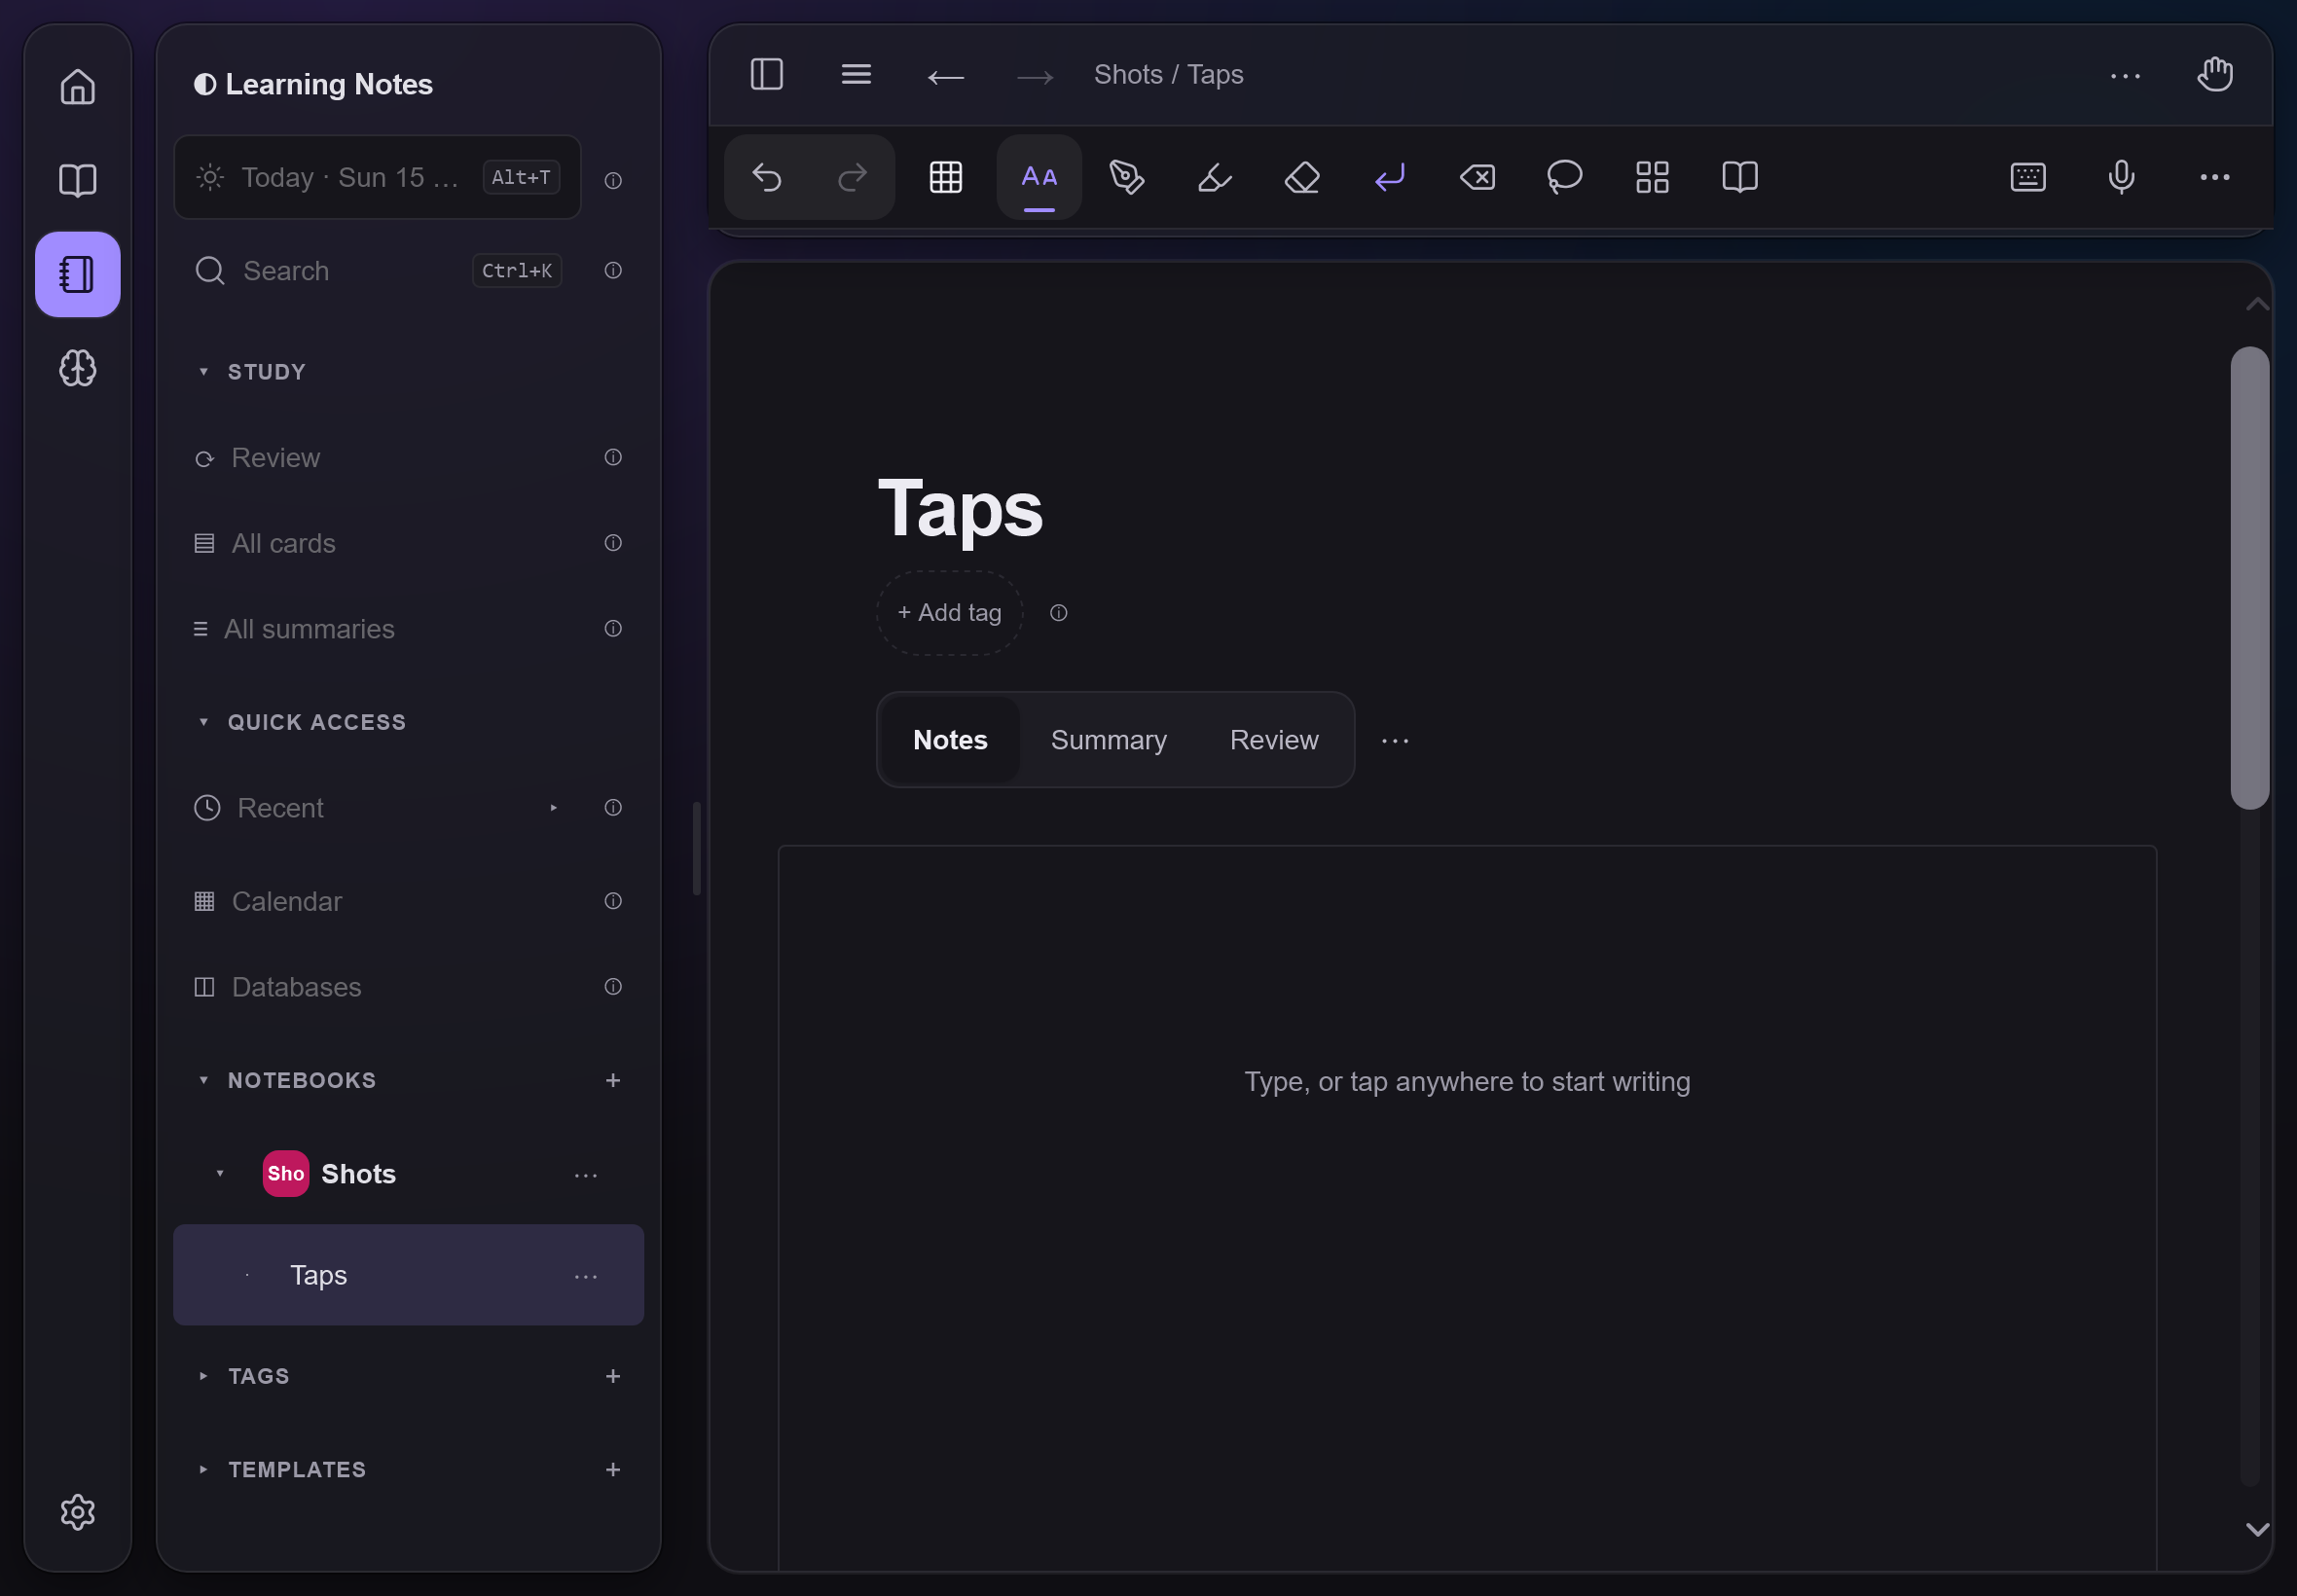 Learning Notes
Today · Sun 15 ... Alt+T
Search Ctrl+K
STUDY
Review
All cards
All summaries
QUICK ACCESS
Recent
Calendar
Databases
NOTEBOOKS +
Sho Shots ...
Taps ...
TAGS +
TEMPLATES +
Shots / Taps
AA
Taps
+ Add tag
Notes Summary Review ...
Type, or tap anywhere to start writing